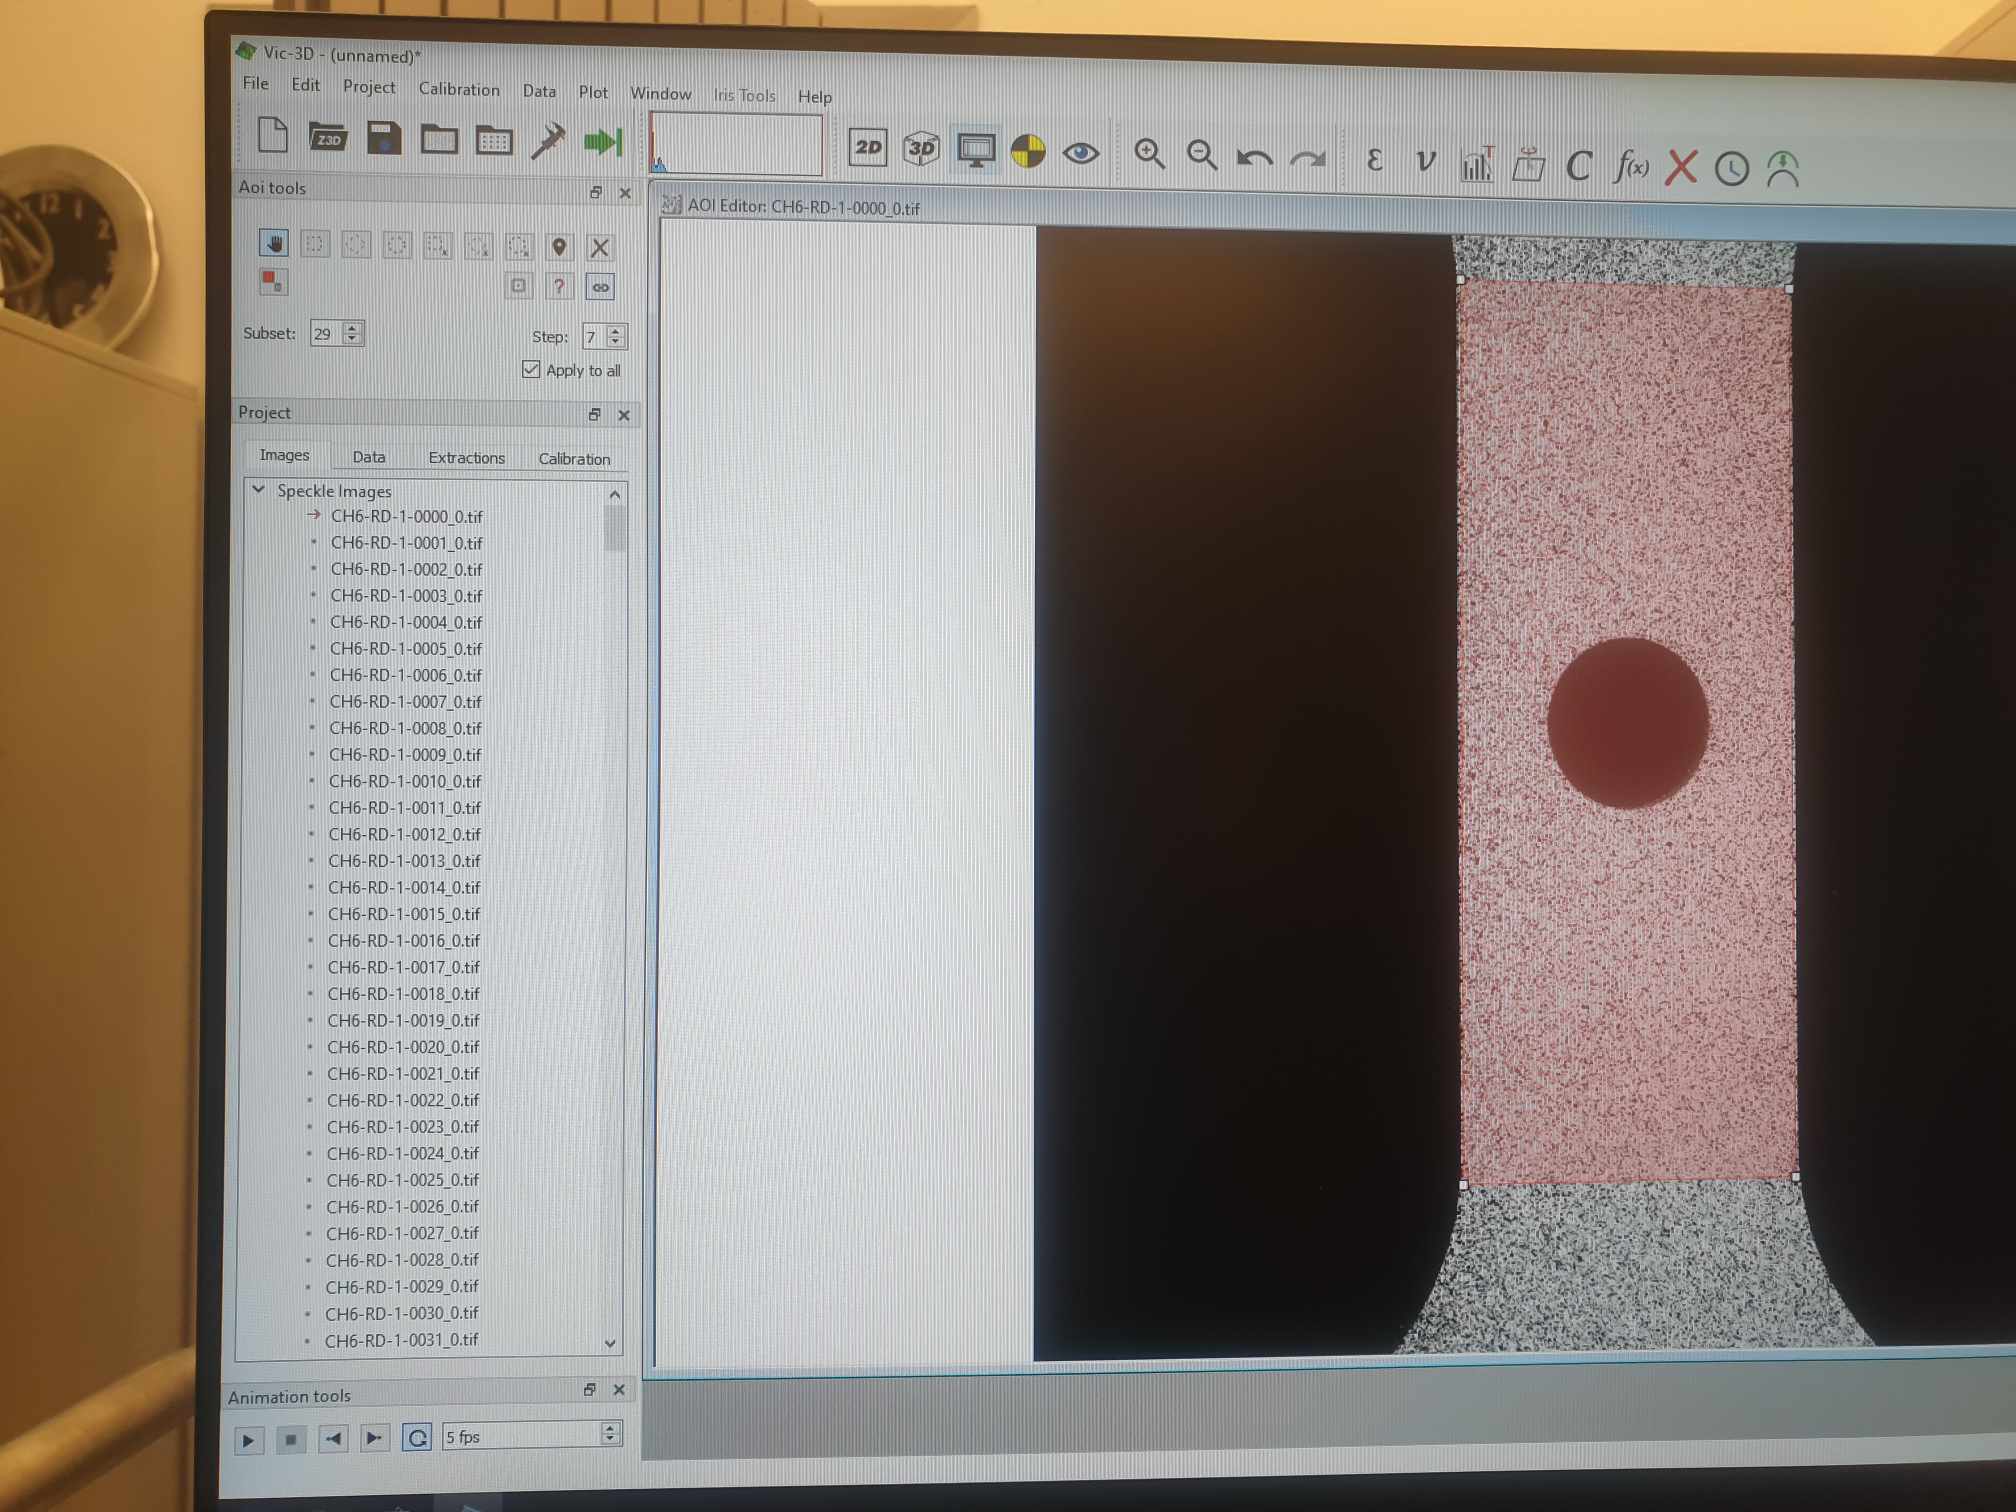 Vic-3D - (unnamed)*
File Edit Project Calibration Data Plot Window Iris Tools Help
Z3D 2D 3D ε ν T C f(x)
Aoi tools
AOI Editor: CH6-RD-1-0000_0.tif
12 1 2
?
Subset: 29 Step: 7
Apply to all
Project
Images Data Extractions Calibration
Speckle Images
CH6-RD-1-0000_0.tif
CH6-RD-1-0001_0.tif
CH6-RD-1-0002_0.tif
CH6-RD-1-0003_0.tif
CH6-RD-1-0004_0.tif
CH6-RD-1-0005_0.tif
CH6-RD-1-0006_0.tif
CH6-RD-1-0007_0.tif
CH6-RD-1-0008_0.tif
CH6-RD-1-0009_0.tif
CH6-RD-1-0010_0.tif
CH6-RD-1-0011_0.tif
CH6-RD-1-0012_0.tif
CH6-RD-1-0013_0.tif
CH6-RD-1-0014_0.tif
CH6-RD-1-0015_0.tif
CH6-RD-1-0016_0.tif
CH6-RD-1-0017_0.tif
CH6-RD-1-0018_0.tif
CH6-RD-1-0019_0.tif
CH6-RD-1-0020_0.tif
CH6-RD-1-0021_0.tif
CH6-RD-1-0022_0.tif
CH6-RD-1-0023_0.tif
CH6-RD-1-0024_0.tif
CH6-RD-1-0025_0.tif
CH6-RD-1-0026_0.tif
CH6-RD-1-0027_0.tif
CH6-RD-1-0028_0.tif
CH6-RD-1-0029_0.tif
CH6-RD-1-0030_0.tif
CH6-RD-1-0031_0.tif
Animation tools
5 fps